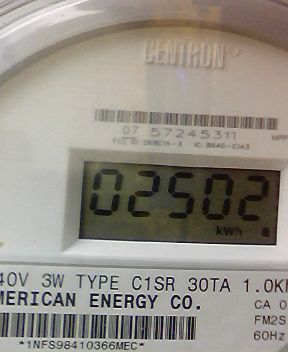 CENTRON®
07 57245311
02502
kWh
40V 3W TYPE C1SR 30TA 1.0K
MERICAN ENERGY CO.
CA 0
FM2S
60Hz
*1NFS98410366MEC*